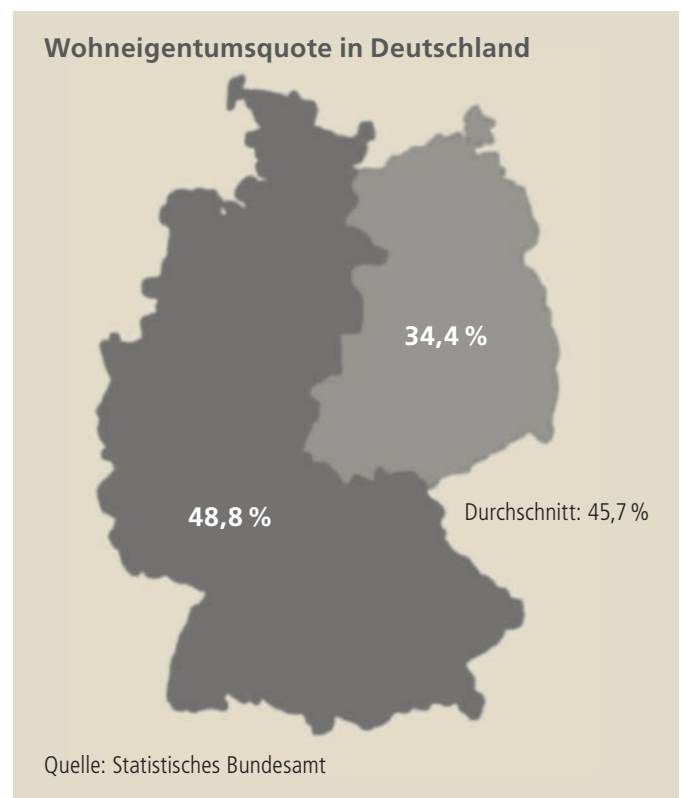 Wohneigentumsquote in Deutschland
34,4 %
48,8 %
Durchschnitt: 45,7 %
Quelle: Statistisches Bundesamt